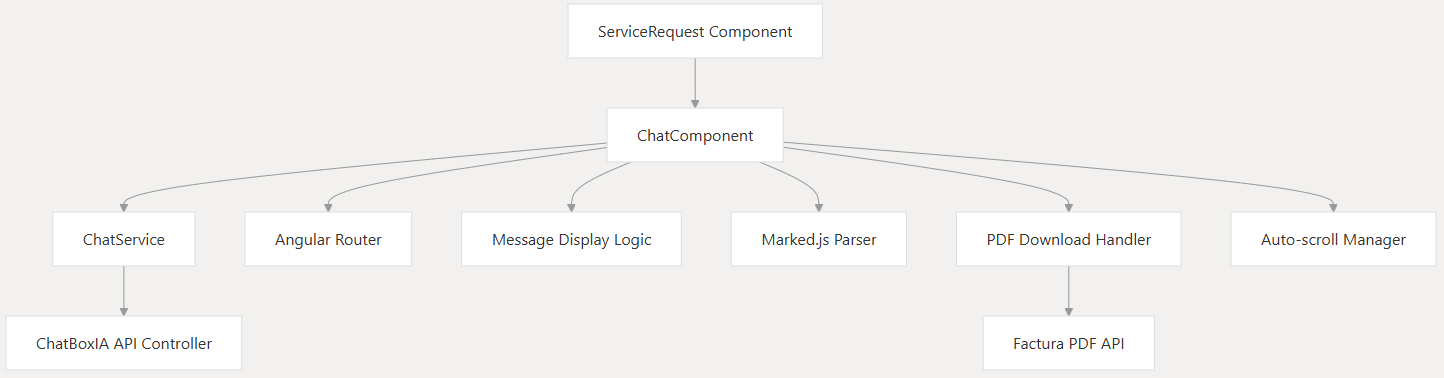 ServiceRequest Component
ChatComponent
ChatService
Angular Router
Message Display Logic
Marked.js Parser
PDF Download Handler
Auto-scroll Manager
ChatBoxIA API Controller
Factura PDF API